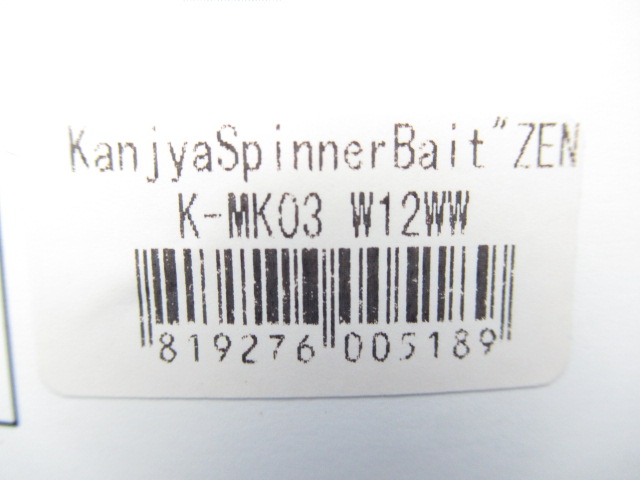 KanjyaSpinnerBait"ZEN
K-MK03 W12WW
819276 005189